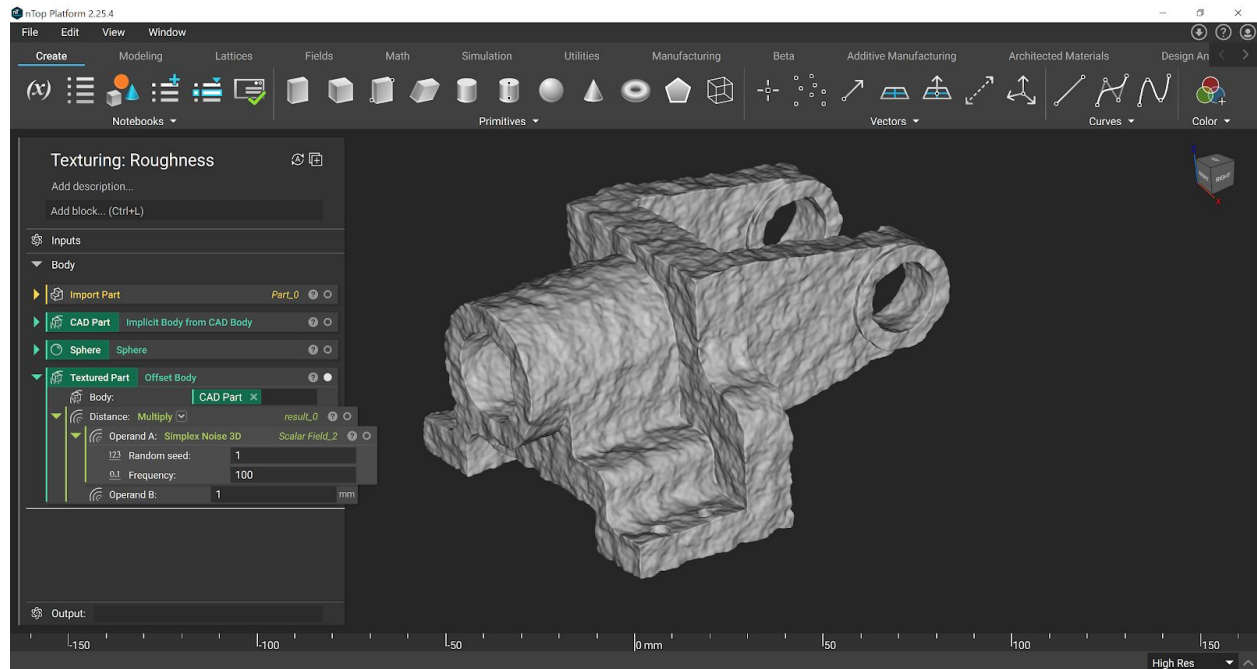 nTop Platform 2.25.4
File Edit View Window
Create Modeling Lattices Fields Math Simulation Utilities Manufacturing Beta Additive Manufacturing Architected Materials Design An
(x)
Notebooks Primitives Vectors Curves Color
Texturing: Roughness
Add description...
Add block... (Ctrl+L)
Inputs
Body
Import Part Part_0
CAD Part Implicit Body from CAD Body
Sphere Sphere
Textured Part Offset Body
Body: CAD Part ×
Distance: Multiply result_0
Operand A: Simplex Noise 3D Scalar Field_2
123 Random seed: 1
0.1 Frequency: 100
Operand B: 1 mm
Output:
-150 -100 -50 0 mm 50 100 150
High Res
RIGHT
X